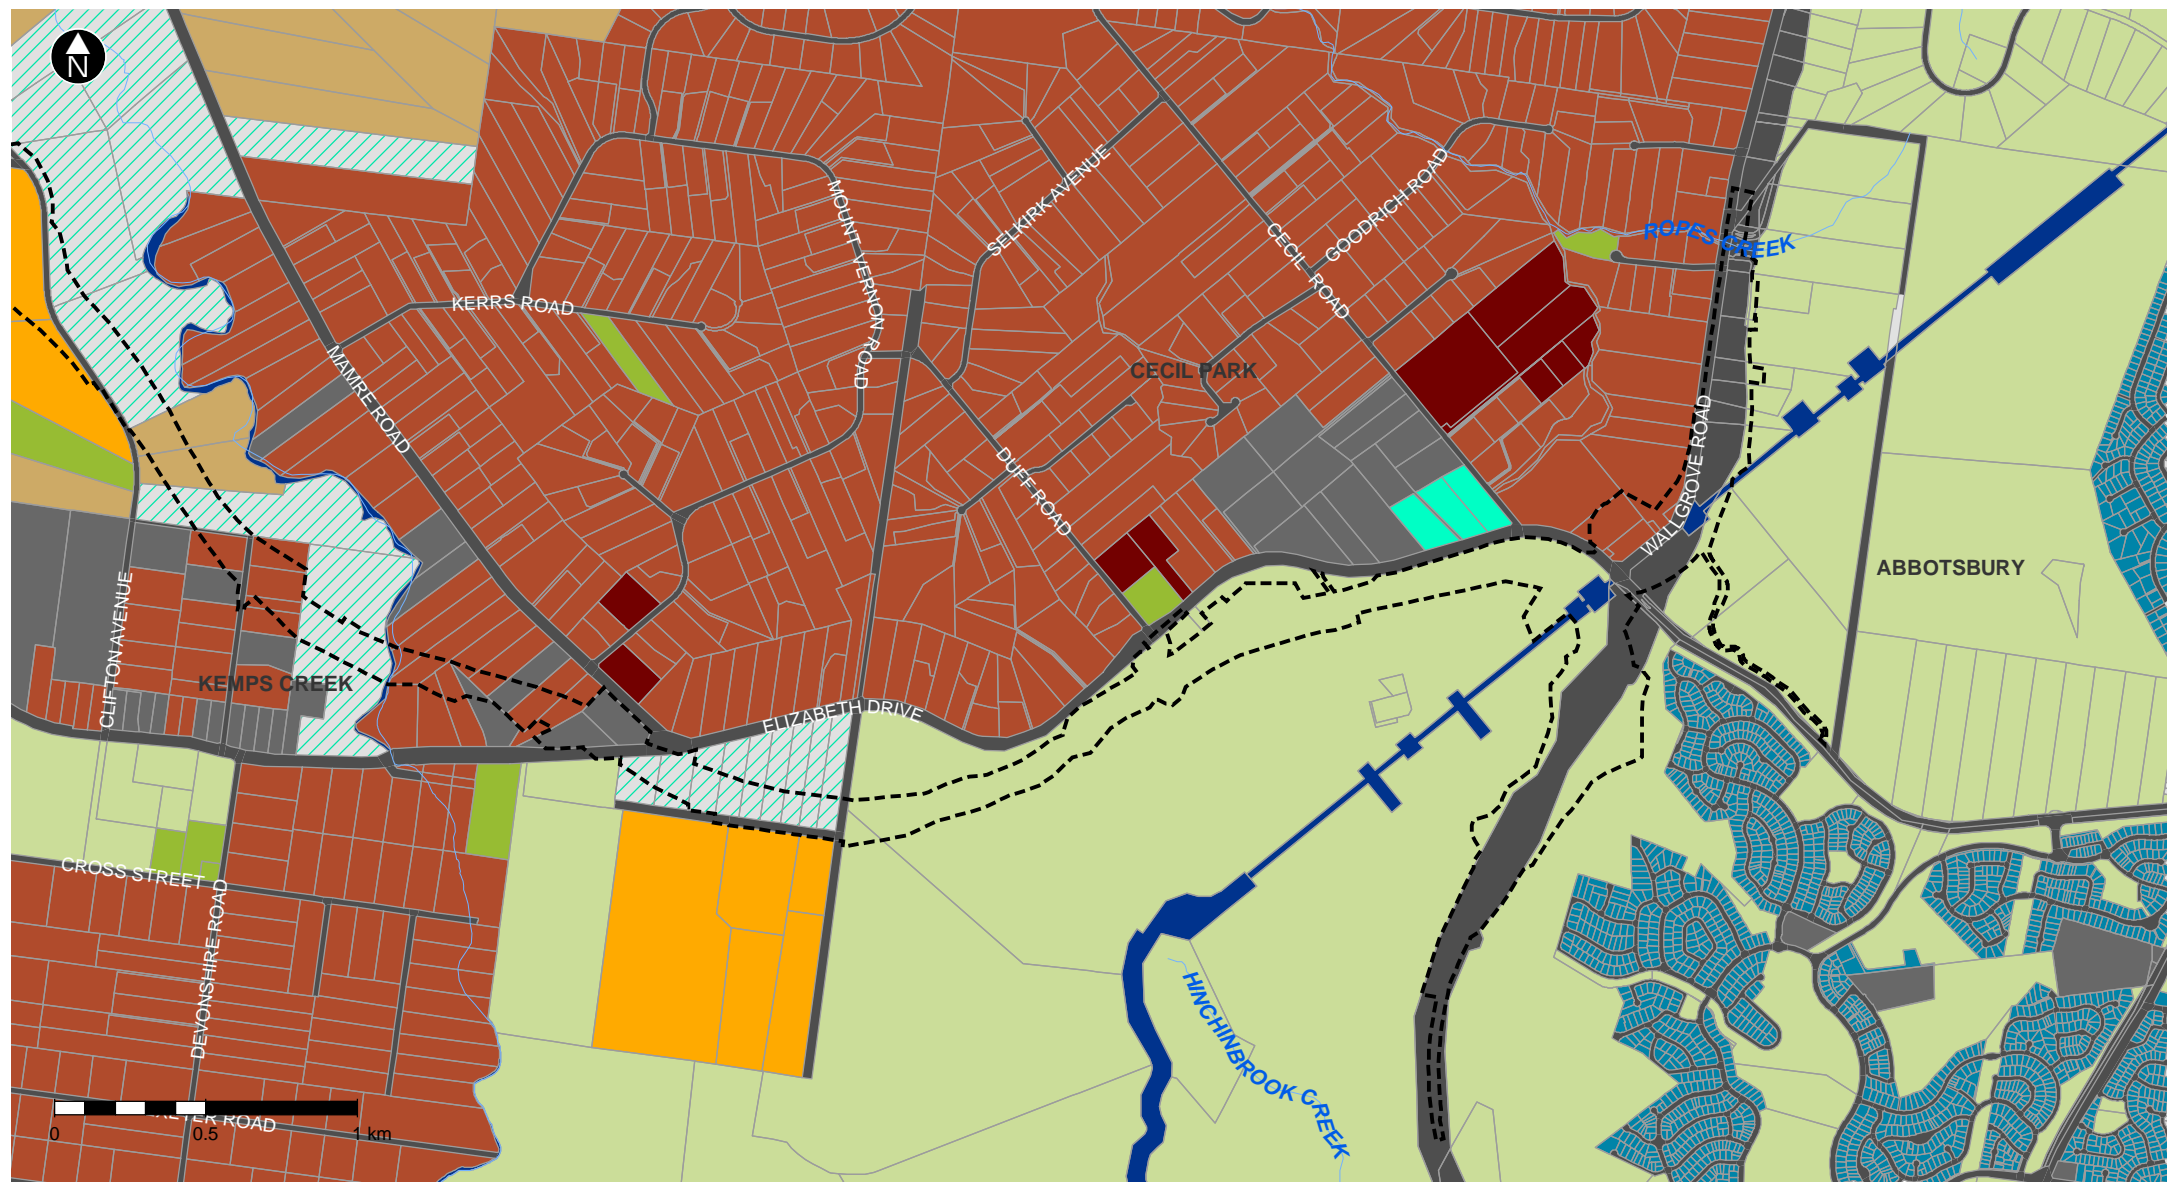 N
MOUNT VERNON ROAD
SELKIRK AVENUE
GOODRICH ROAD
CECIL ROAD
ROPES CREEK
KERRS ROAD
MAMRE ROAD
CECIL PARK
DUFF ROAD
WALLGROVE ROAD
ABBOTSBURY
CLIFTON AVENUE
KEMPS CREEK
ELIZABETH DRIVE
CROSS STREET
DEVONSHIRE ROAD
HINCHINBROOK CREEK
ROAD
0 0.5 1 km